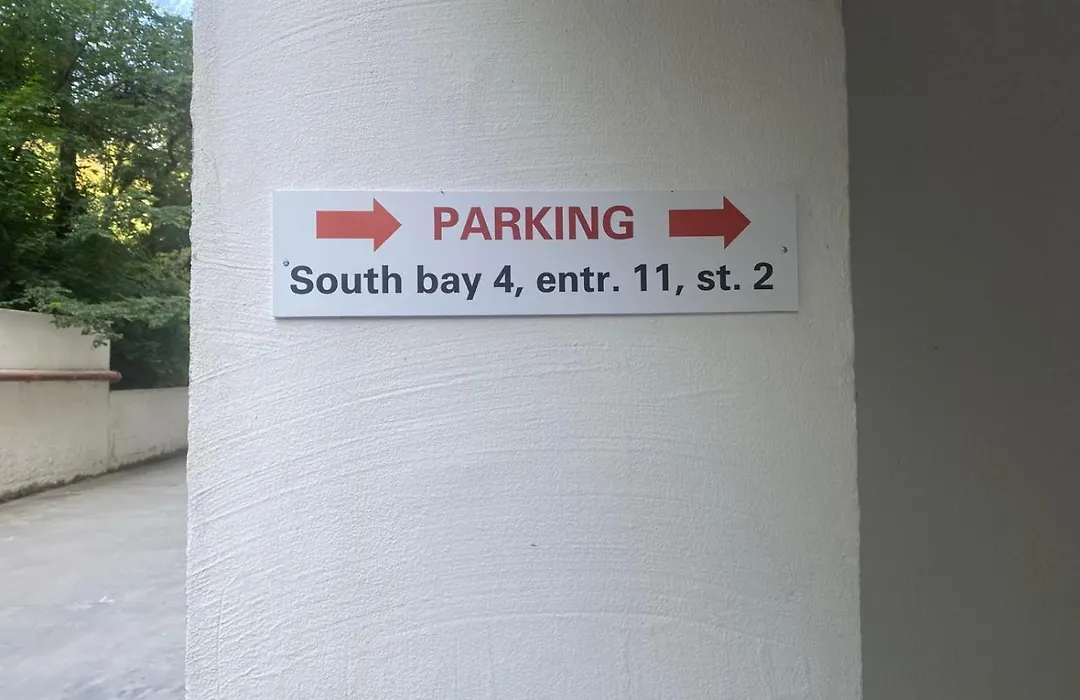 PARKING
South bay 4, entr. 11, st. 2